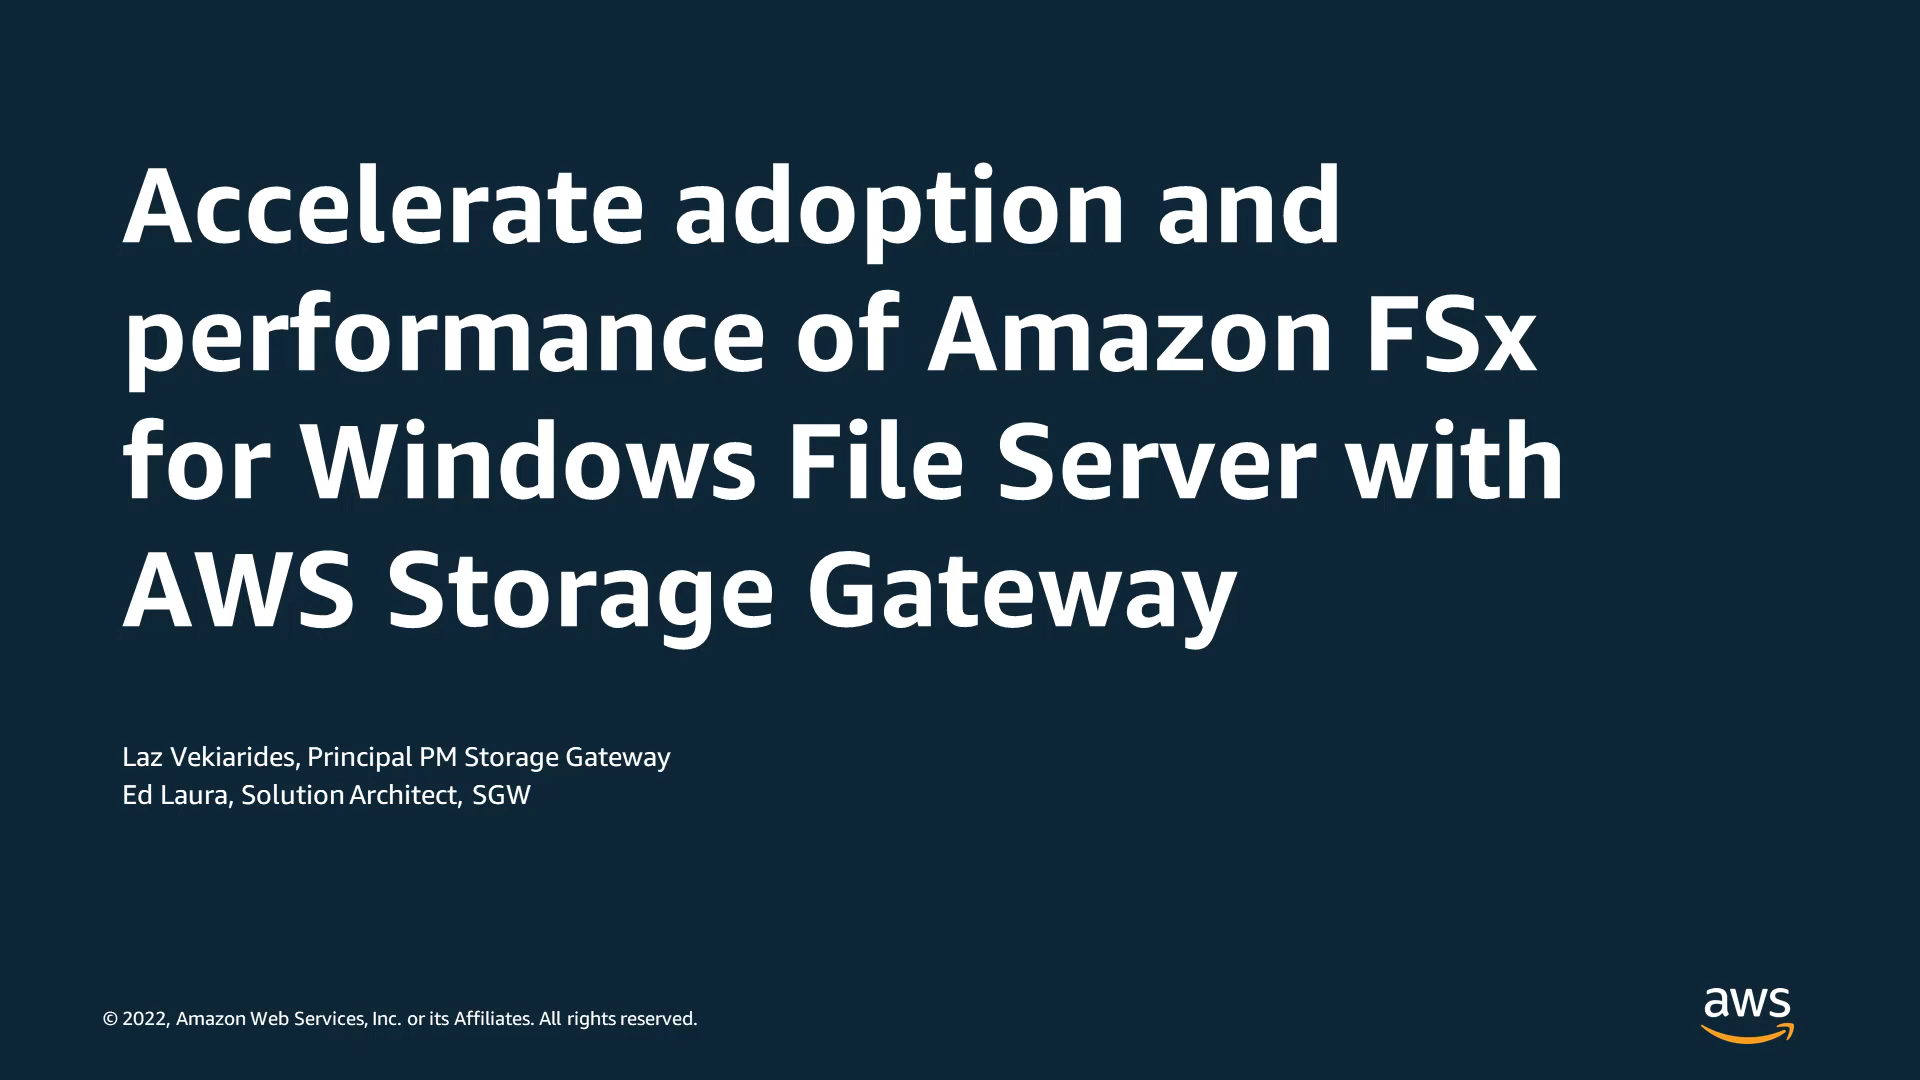 Accelerate adoption and
performance of Amazon FSx
for Windows File Server with
AWS Storage Gateway
Laz Vekiarides, Principal PM Storage Gateway
Ed Laura, Solution Architect, SGW
© 2022, Amazon Web Services, Inc. or its Affiliates. All rights reserved.
aws